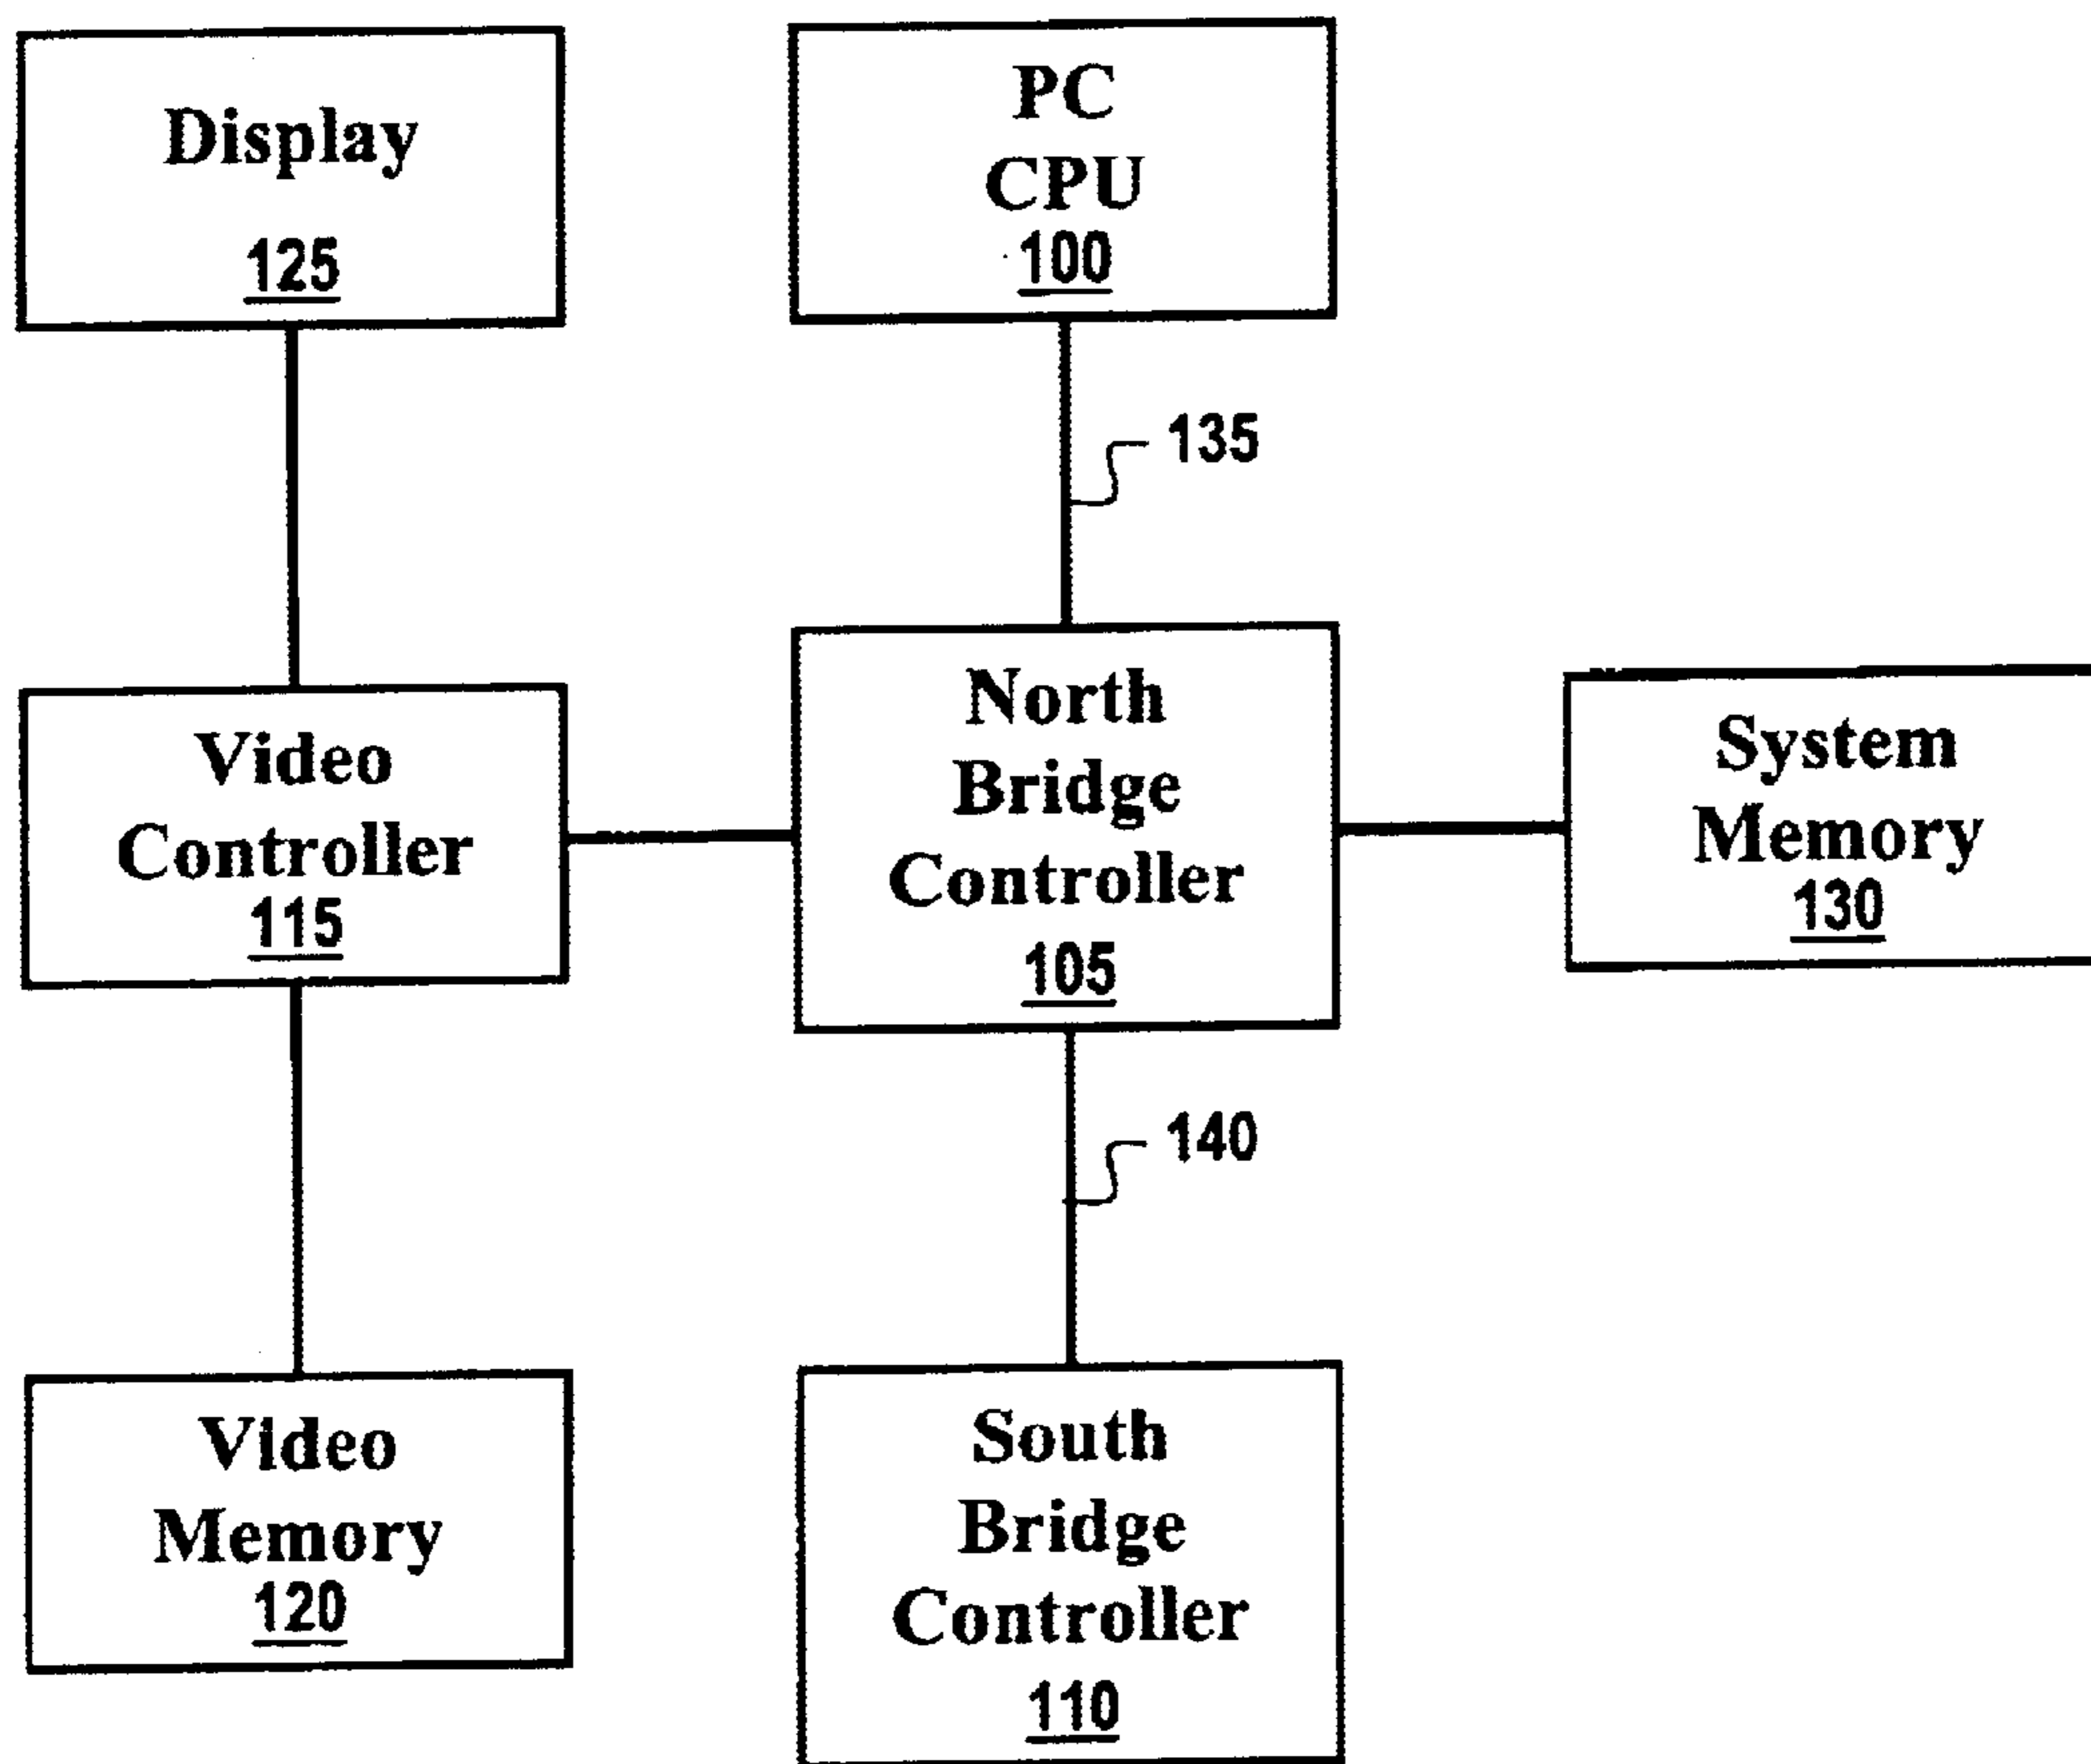 Display
125
PC
CPU
100
135
Video
Controller
115
North
Bridge
Controller
105
System
Memory
130
140
Video
Memory
120
South
Bridge
Controller
110